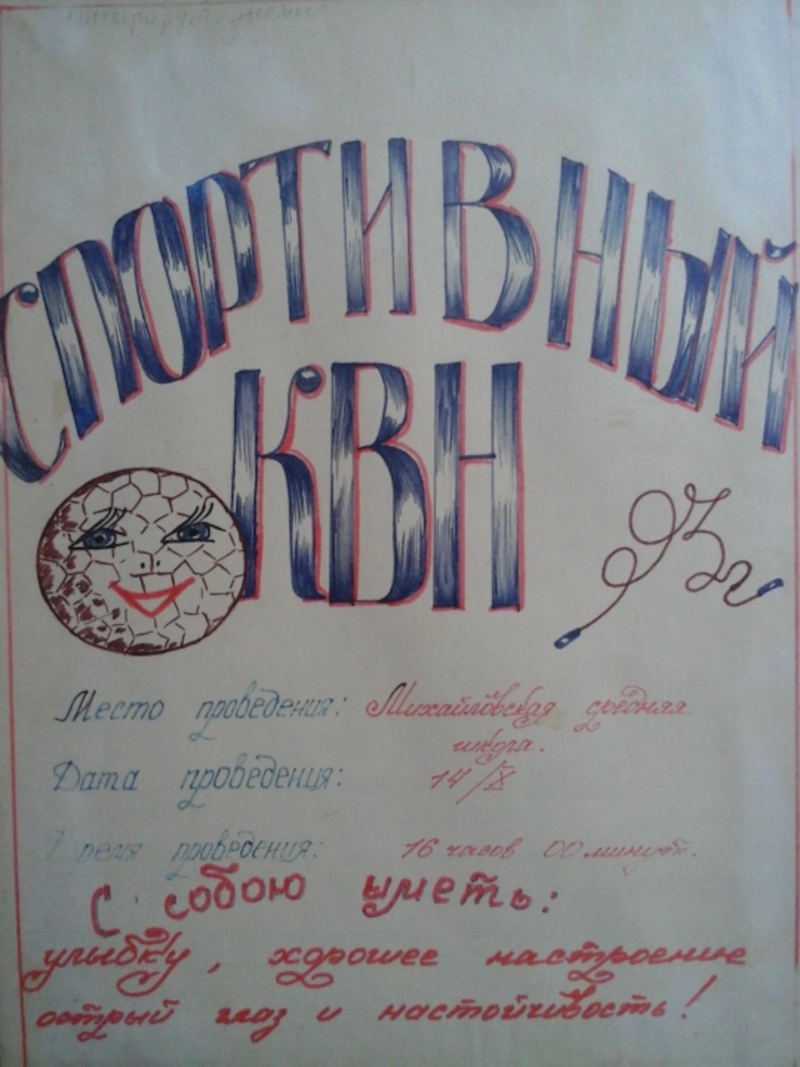 СПОРТИВНЫЙ
КВН
93г
Место проведения: Михайловская средняя
школа.
Дата проведения: 14/X
Время проведения: 16 часов 00 минут.
С собою иметь:
улыбку, хорошее настроение
острый глаз и настойчивость!